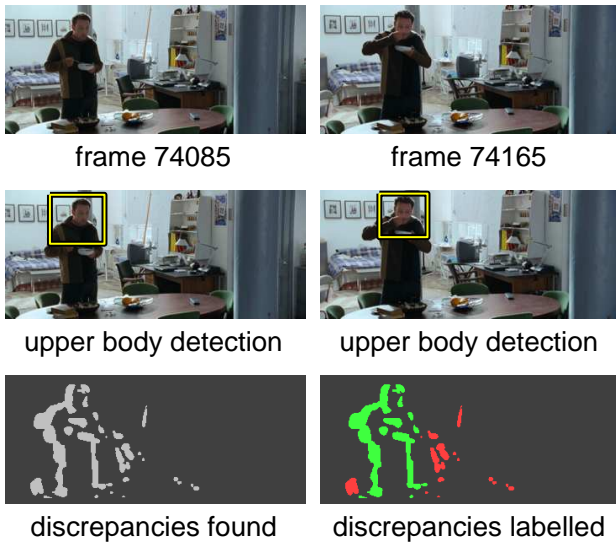 frame 74085
frame 74165
upper body detection
upper body detection
discrepancies found
discrepancies labelled